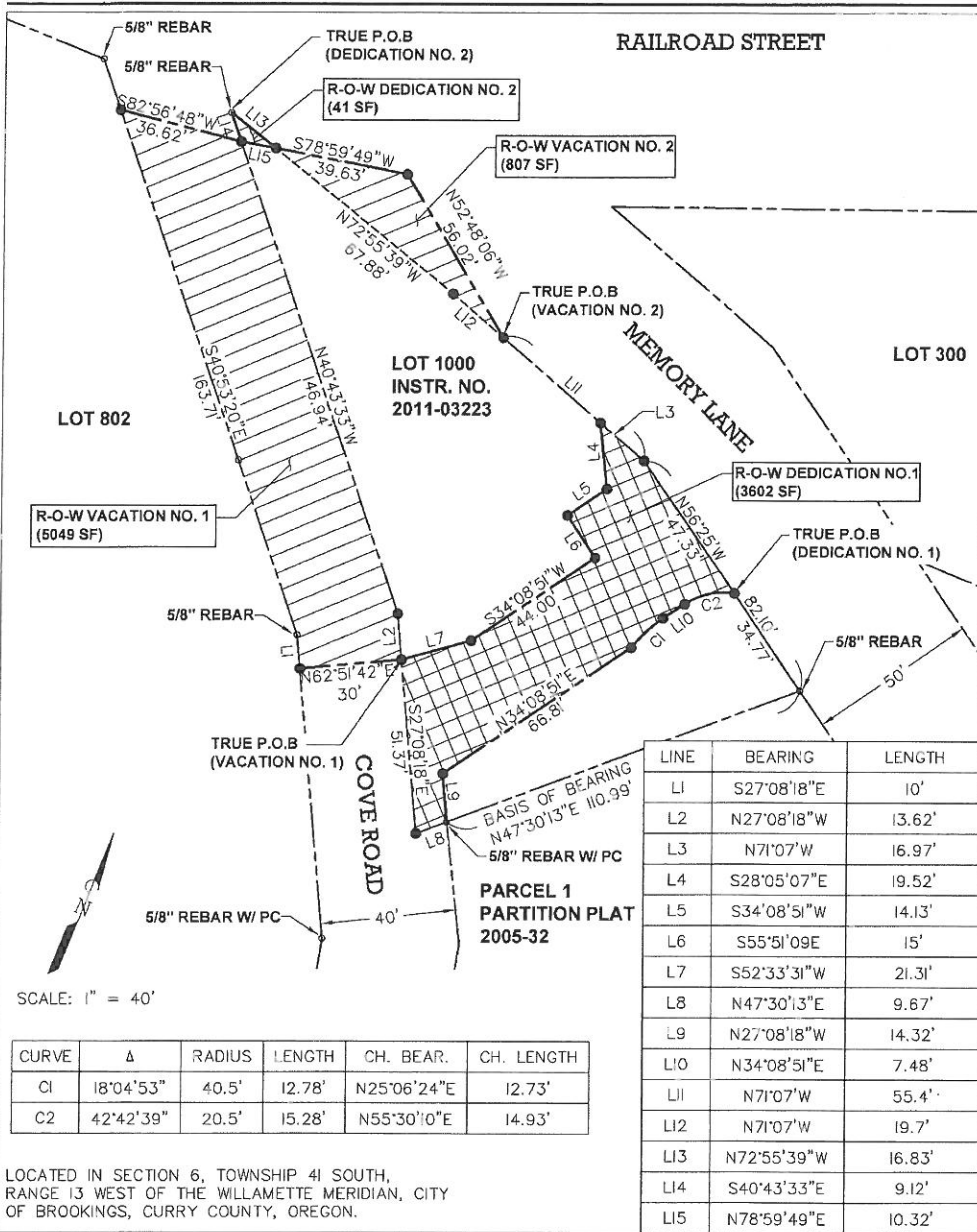 5/8" REBAR
TRUE P.O.B
(DEDICATION NO. 2)
RAILROAD STREET
5/8" REBAR
R-O-W DEDICATION NO. 2
(41 SF)
S82°56'48"W
36.62'
L13
L14
L15
S78°59'49"W
39.63'
R-O-W VACATION NO. 2
(807 SF)
N52°48'06"W
56.02'
N72°55'39"W
67.88'
L12
TRUE P.O.B
(VACATION NO. 2)
LOT 1000
INSTR. NO.
2011-03223
MEMORY LANE
LOT 300
L11
S40°53'20"E
163.71'
N40°43'33"W
146.94'
LOT 802
L3
L4
R-O-W DEDICATION NO.1
(3602 SF)
L5
L6
N56°25'W
47.33'
R-O-W VACATION NO. 1
(5049 SF)
TRUE P.O.B
(DEDICATION NO. 1)
S34°08'51"W
44.00'
C2
L10
C1
82.10'
34.77'
5/8" REBAR
L1
L2
L7
5/8" REBAR
50'
N62°51'42"E
30'
N34°08'51"E
66.81'
TRUE P.O.B
(VACATION NO. 1)
S27°08'18"E
51.37'
COVE ROAD
L9
L8
BASIS OF BEARING
N47°30'13"E 110.99'
5/8" REBAR W/ PC
PARCEL 1
PARTITION PLAT
2005-32
5/8" REBAR W/ PC
40'
N
SCALE: 1" = 40'
LINE BEARING LENGTH
L1 S27°08'18"E 10'
L2 N27°08'18"W 13.62'
L3 N71°07'W 16.97'
L4 S28°05'07"E 19.52'
L5 S34°08'51"W 14.13'
L6 S55°51'09E 15'
L7 S52°33'31"W 21.31'
L8 N47°30'13"E 9.67'
L9 N27°08'18"W 14.32'
L10 N34°08'51"E 7.48'
L11 N71°07'W 55.4'
L12 N71°07'W 19.7'
L13 N72°55'39"W 16.83'
L14 S40°43'33"E 9.12'
L15 N78°59'49"E 10.32'
CURVE Δ RADIUS LENGTH CH. BEAR. CH. LENGTH
C1 18°04'53" 40.5' 12.78' N25°06'24"E 12.73'
C2 42°42'39" 20.5' 15.28' N55°30'10"E 14.93'
LOCATED IN SECTION 6, TOWNSHIP 41 SOUTH,
RANGE 13 WEST OF THE WILLAMETTE MERIDIAN, CITY
OF BROOKINGS, CURRY COUNTY, OREGON.